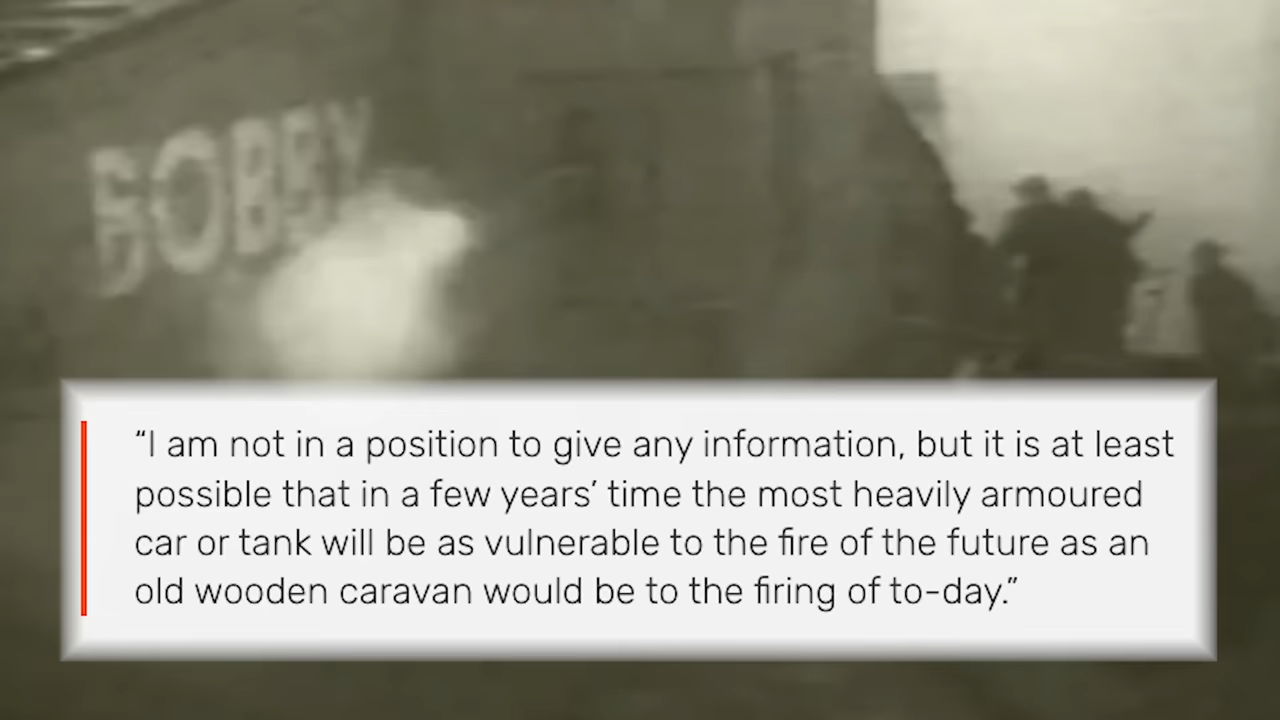 BOBBY
“I am not in a position to give any information, but it is at least
possible that in a few years’ time the most heavily armoured
car or tank will be as vulnerable to the fire of the future as an
old wooden caravan would be to the firing of to-day.”